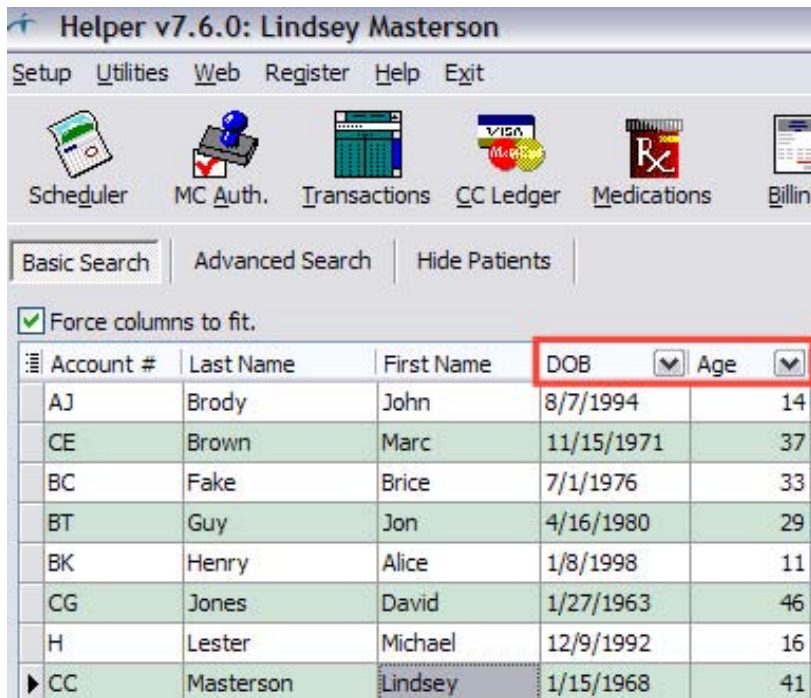 Helper v7.6.0: Lindsey Masterson
Setup Utilities Web Register Help Exit
VISA
Rx
Scheduler MC Auth. Transactions CC Ledger Medications Billin
Basic Search Advanced Search Hide Patients
Force columns to fit.
Account # Last Name First Name DOB Age
AJ Brody John 8/7/1994 14
CE Brown Marc 11/15/1971 37
BC Fake Brice 7/1/1976 33
BT Guy Jon 4/16/1980 29
BK Henry Alice 1/8/1998 11
CG Jones David 1/27/1963 46
H Lester Michael 12/9/1992 16
CC Masterson Lindsey 1/15/1968 41